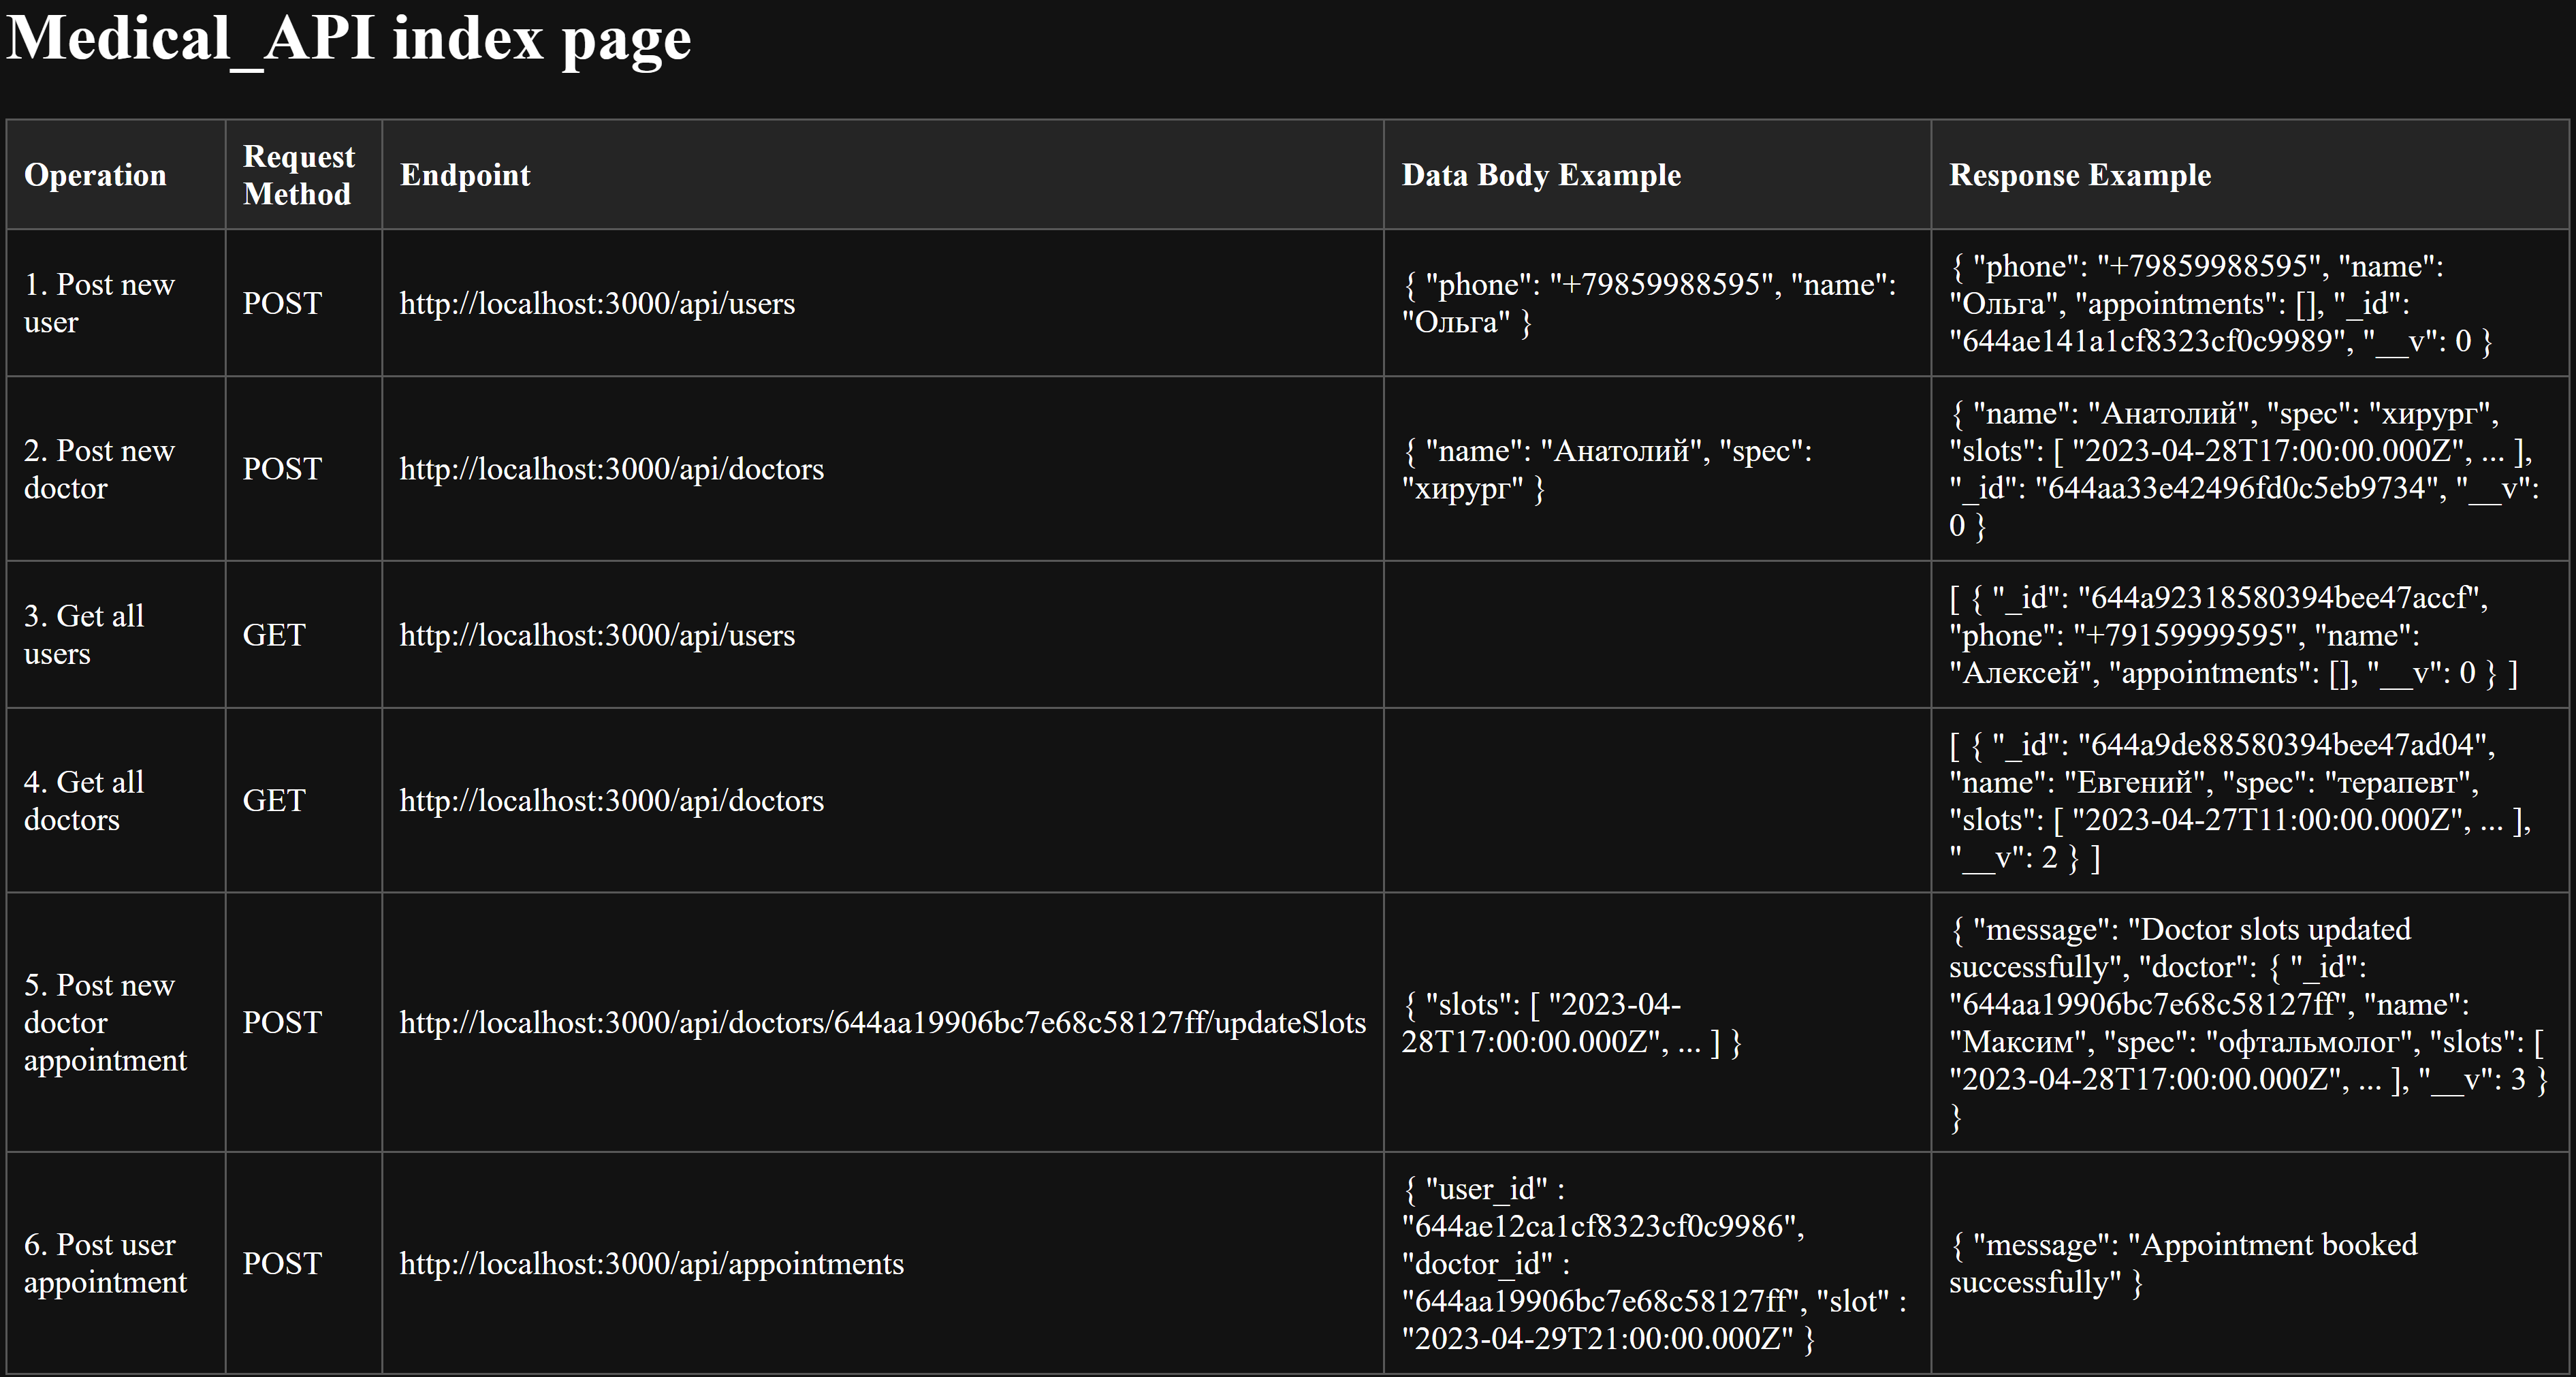 Medical_API index page
Operation
Request
Method
Endpoint
Data Body Example
Response Example
1. Post new
user
POST
http://localhost:3000/api/users
{ "phone": "+79859988595", "name":
"Ольга" }
{ "phone": "+79859988595", "name":
"Ольга", "appointments": [], "_id":
"644ae141a1cf8323cf0c9989", "__v": 0 }
2. Post new
doctor
POST
http://localhost:3000/api/doctors
{ "name": "Анатолий", "spec":
"хирург" }
{ "name": "Анатолий", "spec": "хирург",
"slots": [ "2023-04-28T17:00:00.000Z", ... ],
"_id": "644aa33e42496fd0c5eb9734", "__v":
0 }
3. Get all
users
GET
http://localhost:3000/api/users
[ { "_id": "644a92318580394bee47accf",
"phone": "+79159999595", "name":
"Алексей", "appointments": [], "__v": 0 } ]
4. Get all
doctors
GET
http://localhost:3000/api/doctors
[ { "_id": "644a9de88580394bee47ad04",
"name": "Евгений", "spec": "терапевт",
"slots": [ "2023-04-27T11:00:00.000Z", ... ],
"__v": 2 } ]
5. Post new
doctor
appointment
POST
http://localhost:3000/api/doctors/644aa19906bc7e68c58127ff/updateSlots
{ "slots": [ "2023-04-
28T17:00:00.000Z", ... ] }
{ "message": "Doctor slots updated
successfully", "doctor": { "_id":
"644aa19906bc7e68c58127ff", "name":
"Максим", "spec": "офтальмолог", "slots": [
"2023-04-28T17:00:00.000Z", ... ], "__v": 3 }
}
6. Post user
appointment
POST
http://localhost:3000/api/appointments
{ "user_id" :
"644ae12ca1cf8323cf0c9986",
"doctor_id" :
"644aa19906bc7e68c58127ff", "slot" :
"2023-04-29T21:00:00.000Z" }
{ "message": "Appointment booked
successfully" }